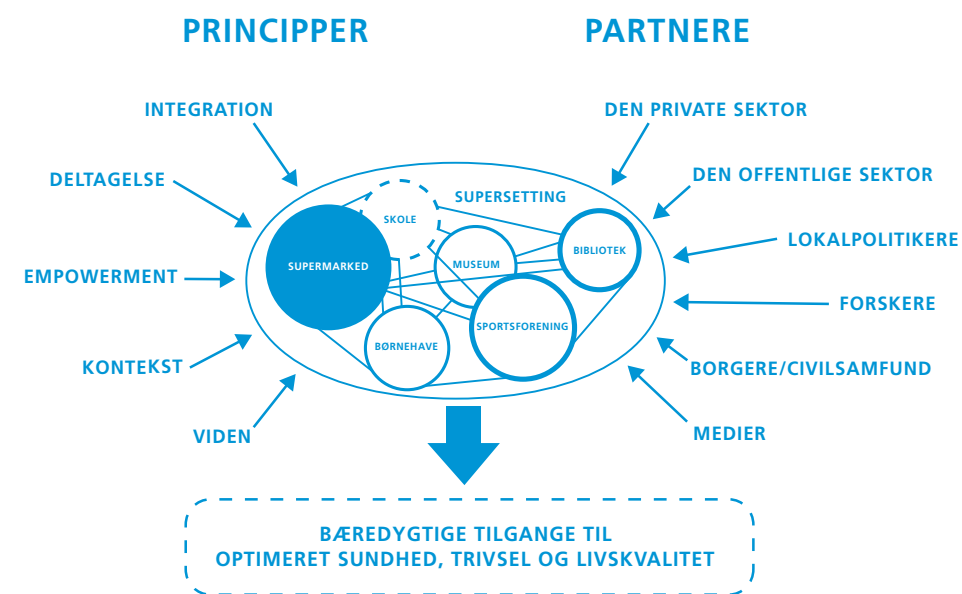 PRINCIPPER
PARTNERE
INTEGRATION
DELTAGELSE
EMPOWERMENT
KONTEKST
VIDEN
DEN PRIVATE SEKTOR
DEN OFFENTLIGE SEKTOR
LOKALPOLITIKERE
FORSKERE
BORGERE/CIVILSAMFUND
MEDIER
SUPERSETTING
SKOLE
SUPERMARKED
MUSEUM
BIBLIOTEK
SPORTSFORENING
BØRNEHAVE
BÆREDYGTIGE TILGANGE TIL
OPTIMERET SUNDHED, TRIVSEL OG LIVSKVALITET